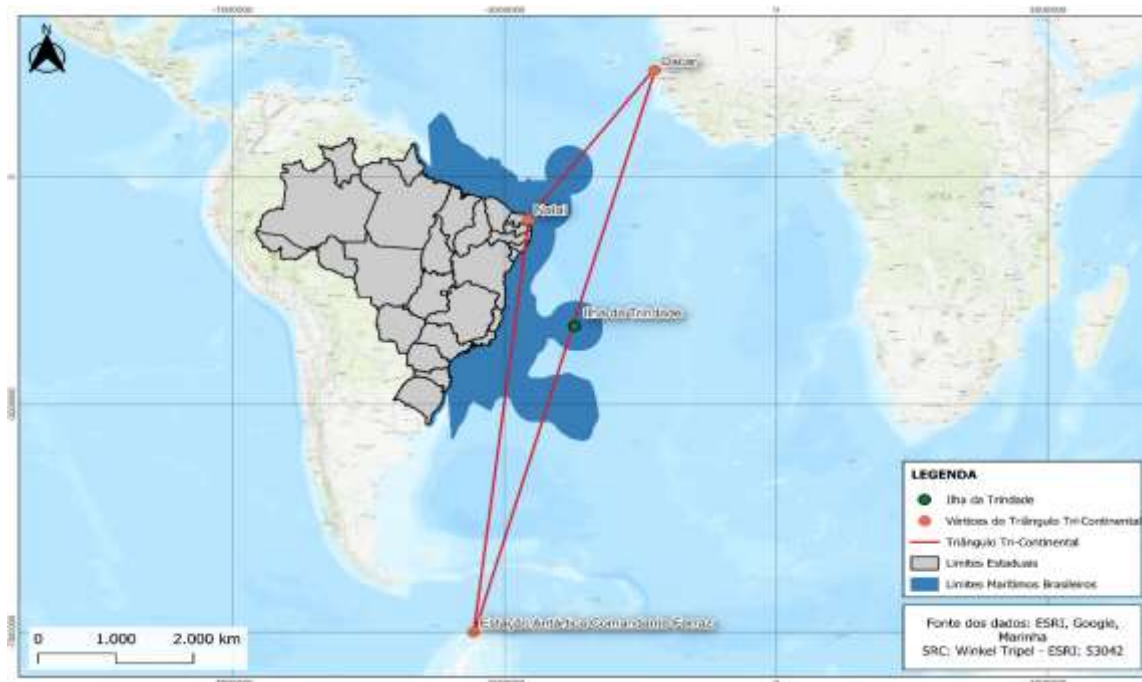 N
Dacar
0
0
Natal
Ilha da Trindade
Estação Antártica Comandante Ferraz
0 1.000 2.000 km
LEGENDA
Ilha da Trindade
Vértices do Triângulo Tri-Continental
Triângulo Tri-Continental
Limites Estaduais
Limites Marítimos Brasileiros
Fonte dos dados: ESRI, Google,
Marinha
SRC: Winkel Tripel - ESRI: 53042